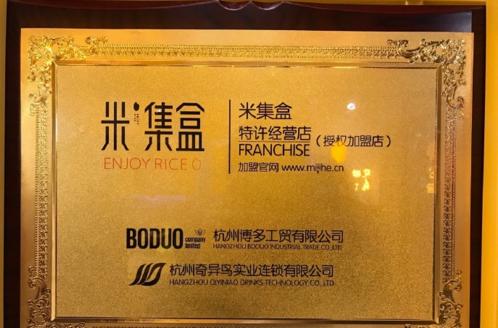 米集盒
ENJOY RICE
米集盒
特许经营店
FRANCHISE (授权加盟店)
加盟官网 www.mijihe.cn
BODUO company limited 杭州博多工贸有限公司
HANGZHOU BODUO INDUSTRIAL TRADE CO.,LTD
杭州奇异鸟实业连锁有限公司
HANGZHOU QIYINIAO DRINKS TECHNOLOGY CO.,LTD